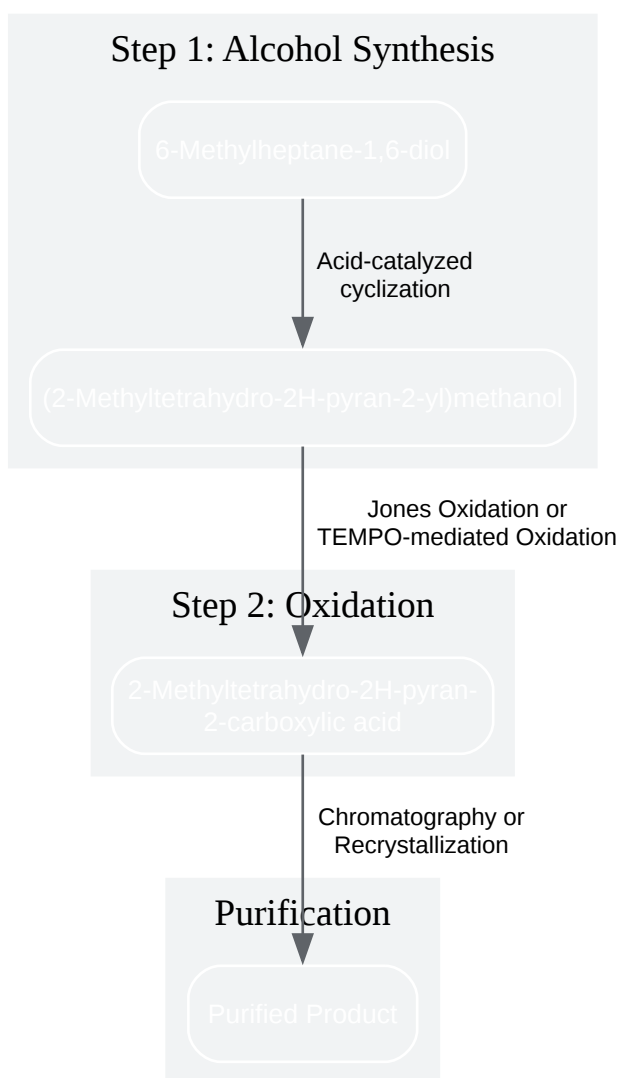 Step 1: Alcohol Synthesis
6-Methylheptane-1,6-diol
Acid-catalyzed
cyclization
(2-Methyltetrahydro-2H-pyran-2-yl)methanol
Jones Oxidation or
TEMPO-mediated Oxidation
Step 2: Oxidation
2-Methyltetrahydro-2H-pyran-
2-carboxylic acid
Chromatography or
Recrystallization
Purification
Purified Product